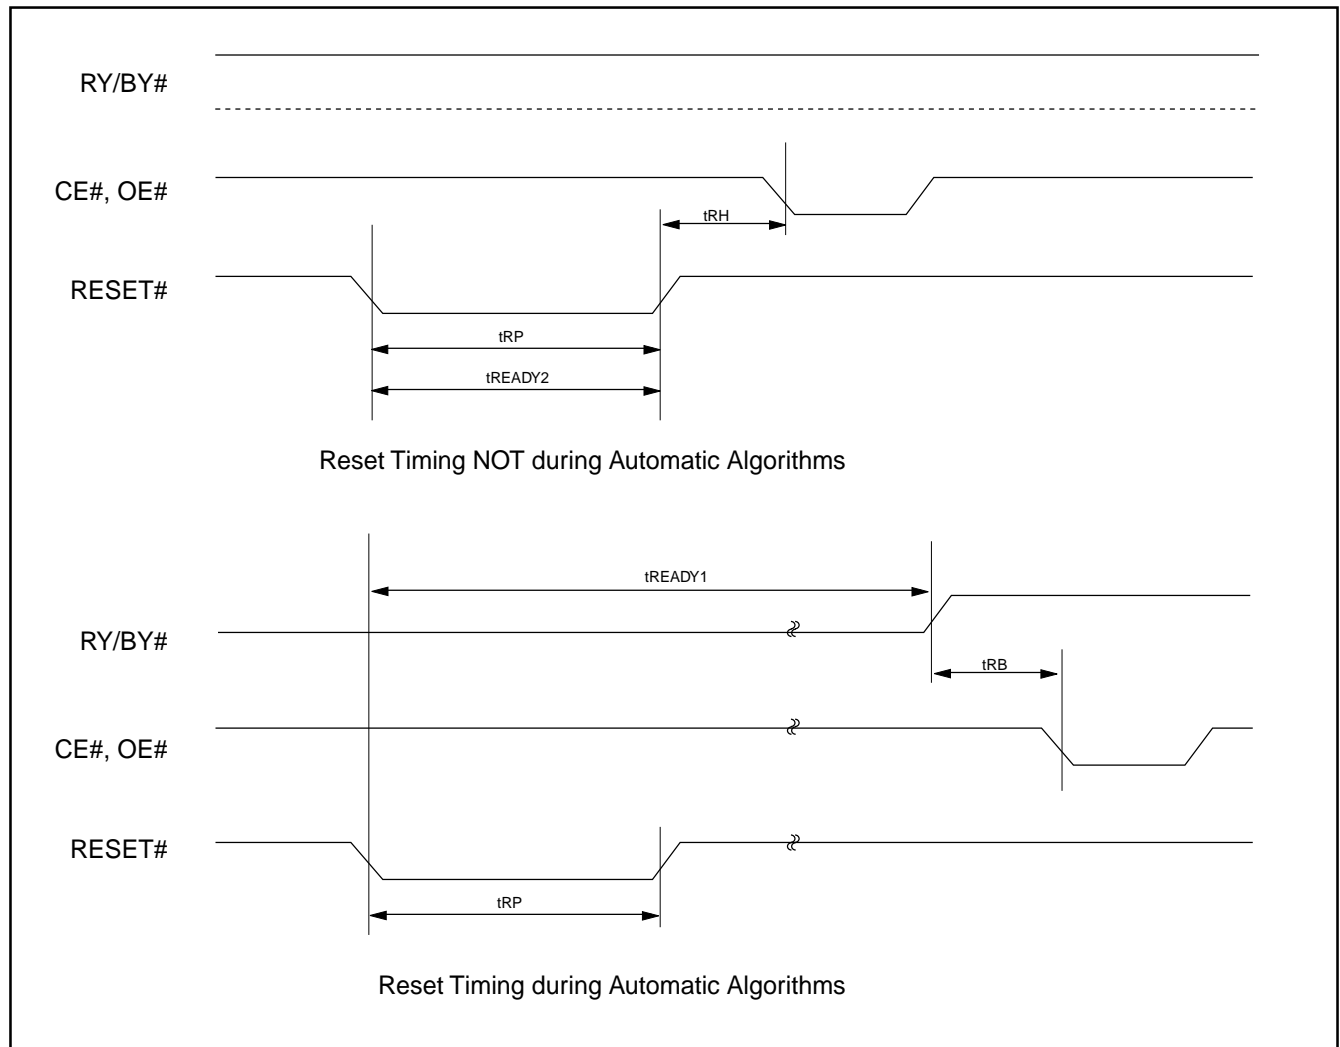 RY/BY#
CE#, OE#
tRH
RESET#
tRP
tREADY2
Reset Timing NOT during Automatic Algorithms
tREADY1
RY/BY#
tRB
CE#, OE#
RESET#
tRP
Reset Timing during Automatic Algorithms